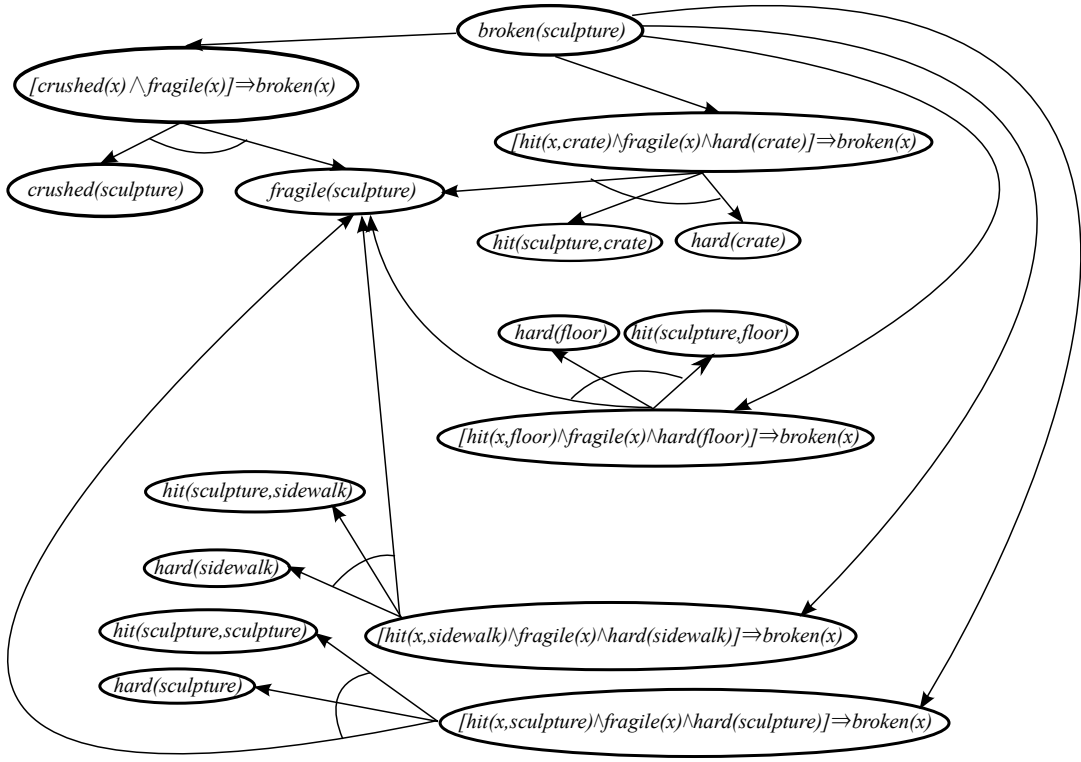 broken(sculpture)
[crushed(x)∧fragile(x)]⇒broken(x)
[hit(x,crate)∧fragile(x)∧hard(crate)]⇒broken(x)
crushed(sculpture)
fragile(sculpture)
hit(sculpture,crate)
hard(crate)
hard(floor)
hit(sculpture,floor)
[hit(x,floor)∧fragile(x)∧hard(floor)]⇒broken(x)
hit(sculpture,sidewalk)
hard(sidewalk)
hit(sculpture,sculpture)
[hit(x,sidewalk)∧fragile(x)∧hard(sidewalk)]⇒broken(x)
hard(sculpture)
[hit(x,sculpture)∧fragile(x)∧hard(sculpture)]⇒broken(x)